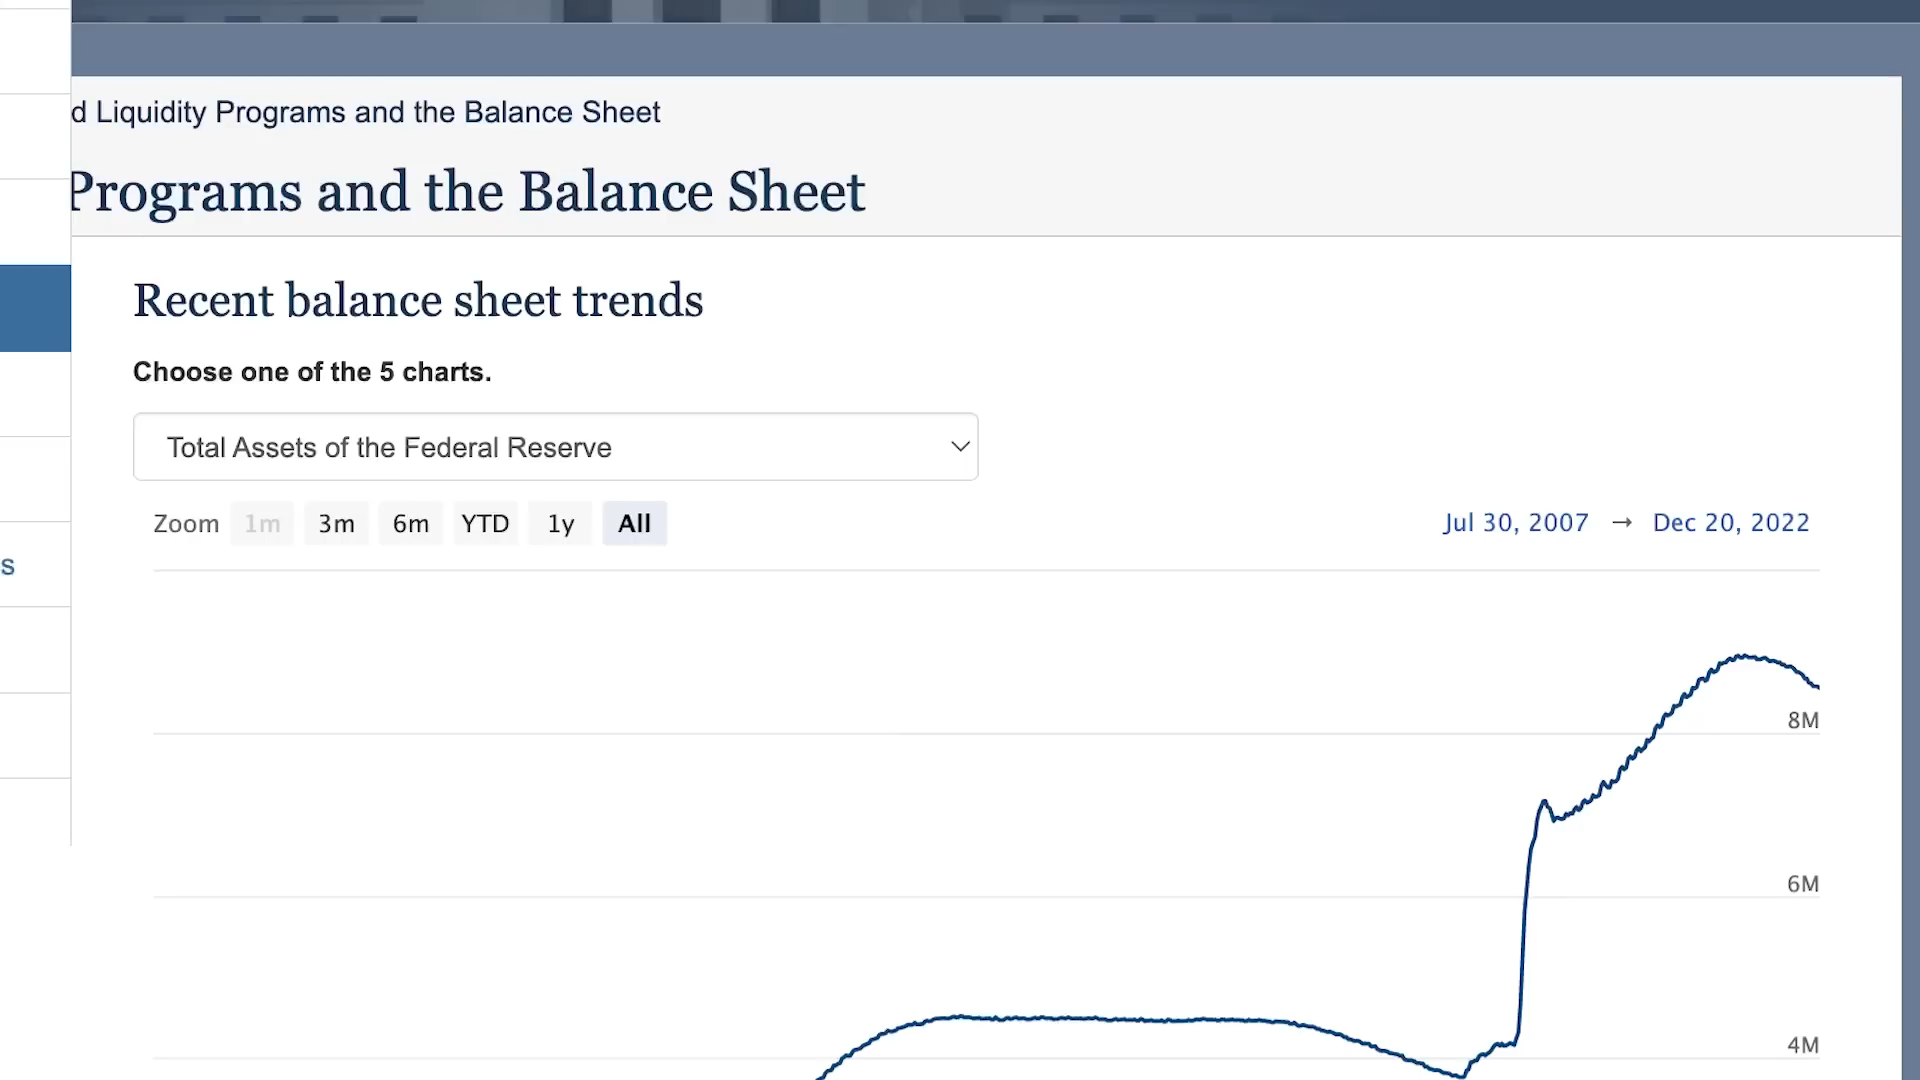 d Liquidity Programs and the Balance Sheet
Programs and the Balance Sheet
Recent balance sheet trends
Choose one of the 5 charts.
Total Assets of the Federal Reserve
Zoom 1m 3m 6m YTD 1y All Jul 30, 2007 → Dec 20, 2022
s
8M
6M
4M